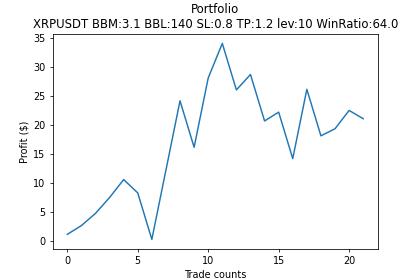 Portfolio
XRPUSDT BBM:3.1 BBL:140 SL:0.8 TP:1.2 lev:10 WinRatio:64.0
35
30
25
20
15
10
5
0
Profit ($)
0 5 10 15 20
Trade counts